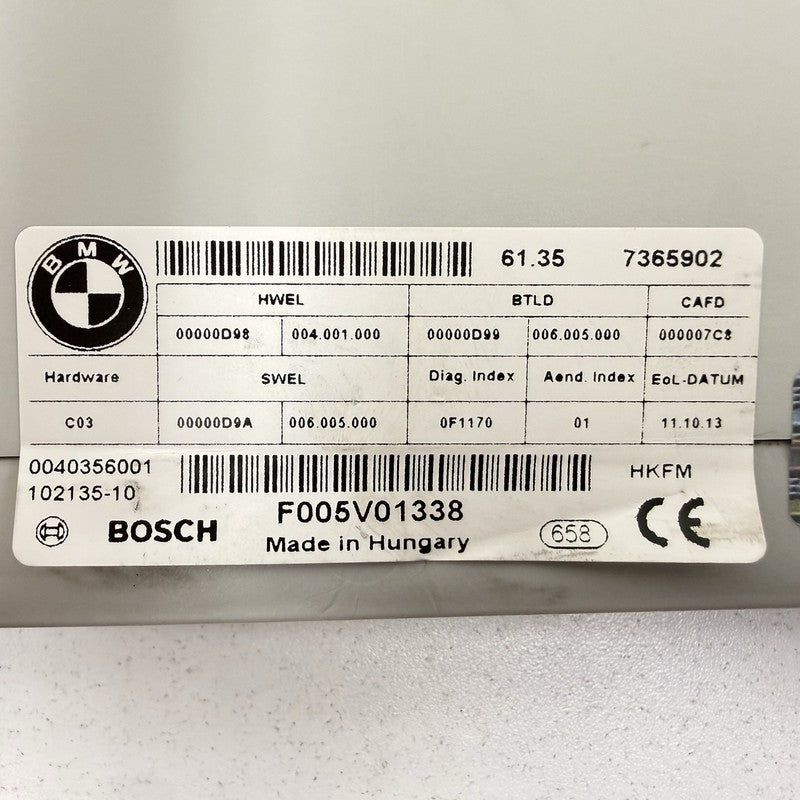 BMW
61.35 7365902
HWEL BTLD CAFD
00000D98 004.001.000 00000D99 006.005.000 000007C8
Hardware SWEL Diag. Index Aend. Index EoL-DATUM
C03 00000D9A 006.005.000 0F1170 01 11.10.13
0040356001 HKFM
102135-10
BOSCH F005V01338 658 CE
Made in Hungary